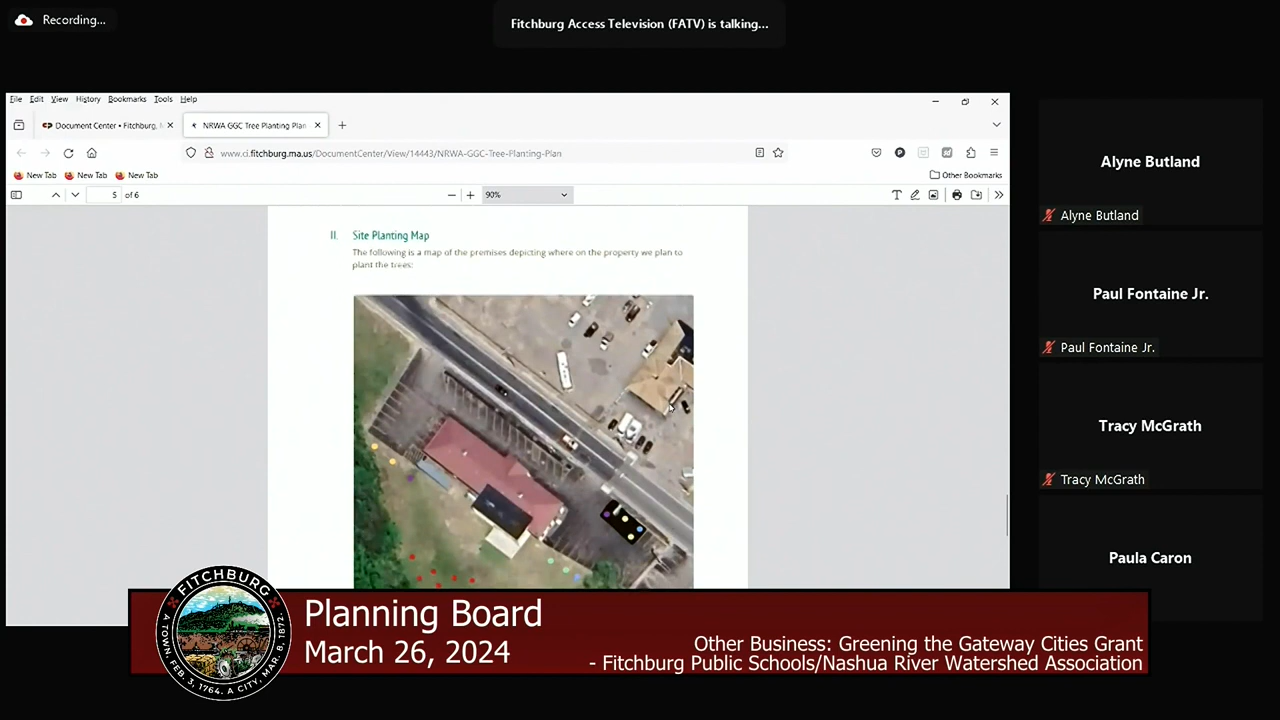 Recording...
Fitchburg Access Television (FATV) is talking...
File Edit View History Bookmarks Tools Help
Document Center • Fitchburg, M
NRWA GGC Tree Planting Plan
www.ci.fitchburg.ma.us/DocumentCenter/View/14443/NRWA-GGC-Tree-Planting-Plan
New Tab New Tab New Tab
Other Bookmarks
5 of 6
90%
II. Site Planting Map
The following is a map of the premises depicting where on the property we plan to
plant the trees:
Alyne Butland
Alyne Butland
Paul Fontaine Jr.
Paul Fontaine Jr.
Tracy McGrath
Tracy McGrath
Paula Caron
FITCHBURG
A TOWN, FEB. 3, 1764. A CITY, MAR. 8, 1872.
Planning Board
March 26, 2024
Other Business: Greening the Gateway Cities Grant
- Fitchburg Public Schools/Nashua River Watershed Association